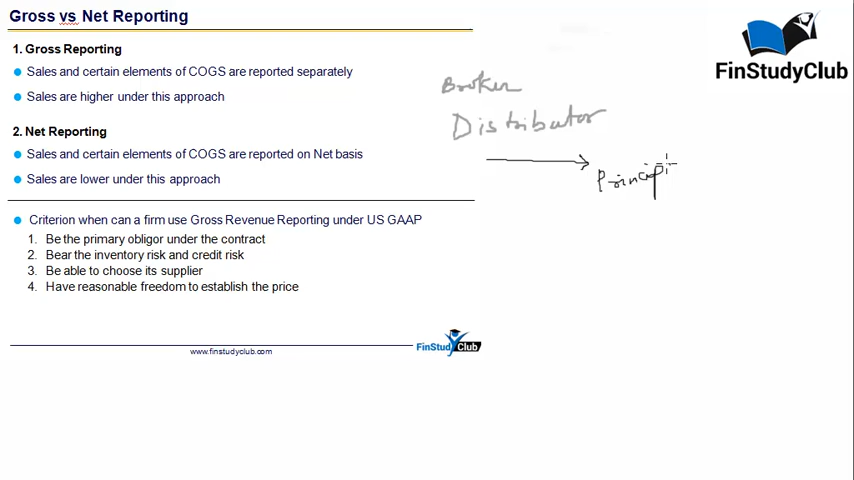 Gross vs Net Reporting
1. Gross Reporting
Sales and certain elements of COGS are reported separately
Sales are higher under this approach
2. Net Reporting
Sales and certain elements of COGS are reported on Net basis
Sales are lower under this approach
Criterion when can a firm use Gross Revenue Reporting under US GAAP
1. Be the primary obligor under the contract
2. Bear the inventory risk and credit risk
3. Be able to choose its supplier
4. Have reasonable freedom to establish the price
www.finstudyclub.com
FinStudyClub
Broker
Distributor
Princip
FinStudyClub